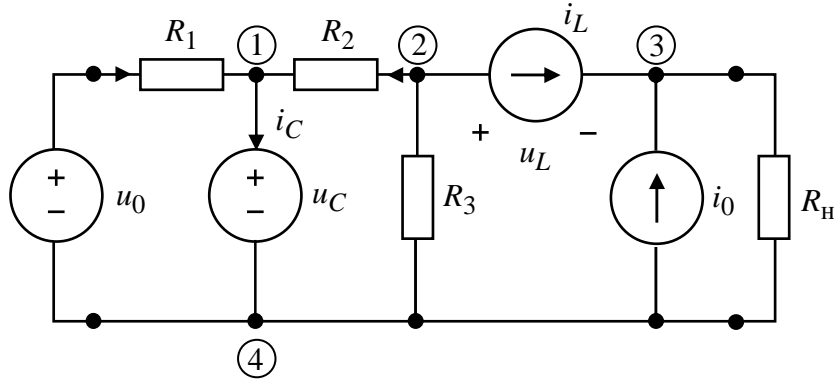 R1 1 R2 2 iL 3
iC
+ −
u0 + − uC + − R3 uL i0 Rн
4